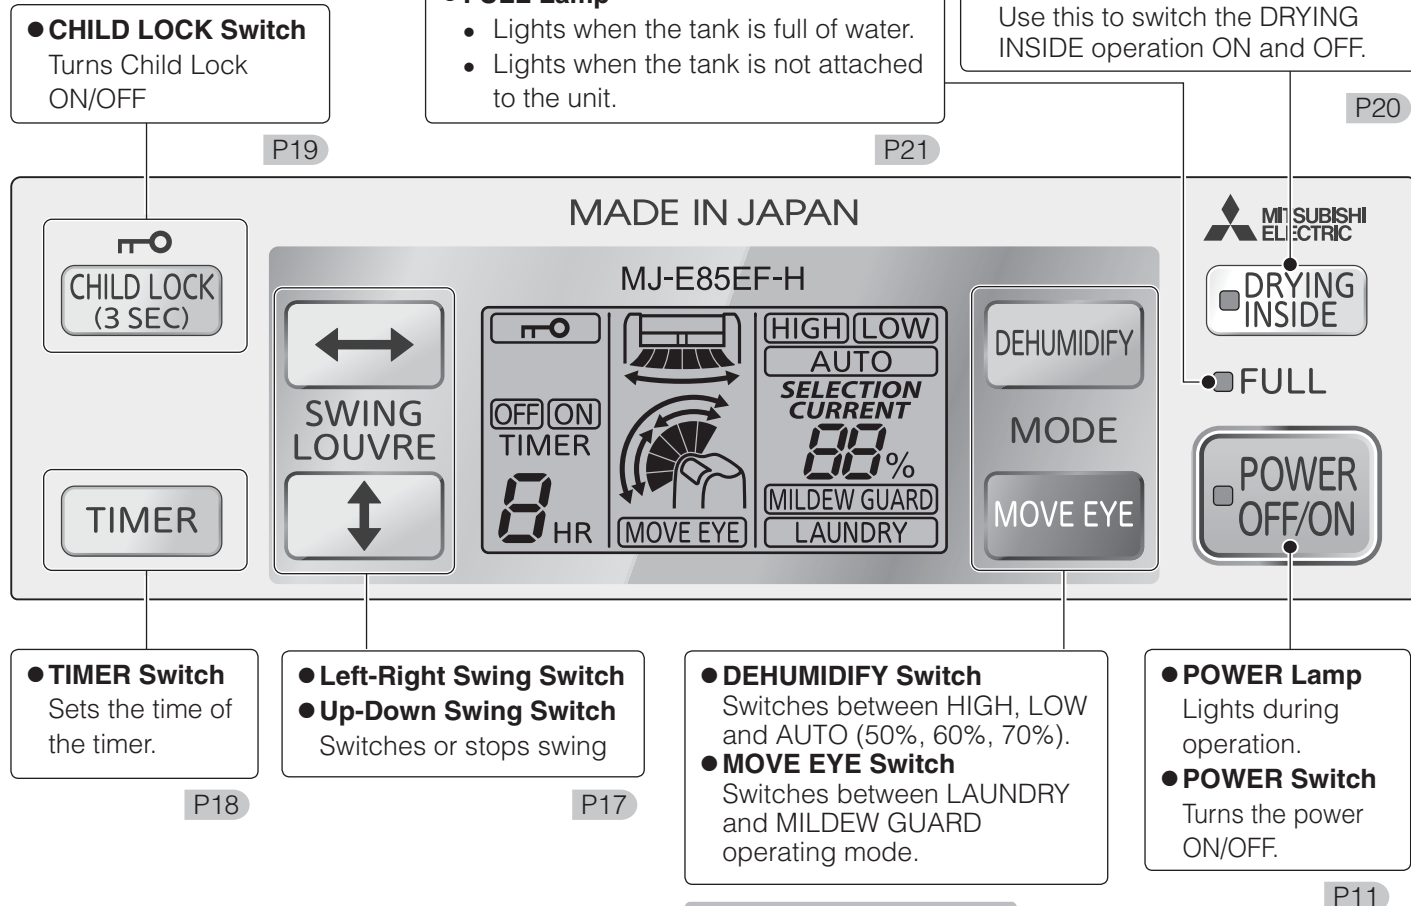 ● CHILD LOCK Switch
Turns Child Lock
ON/OFF
P19
● FULL Lamp
• Lights when the tank is full of water.
• Lights when the tank is not attached
to the unit.
P21
Use this to switch the DRYING
INSIDE operation ON and OFF.
P20
MADE IN JAPAN
MITSUBISHI
ELECTRIC
CHILD LOCK
(3 SEC)
TIMER
MJ-E85EF-H
SWING
LOUVRE
OFF ON
TIMER
8 HR
MOVE EYE
HIGH LOW
AUTO
SELECTION
CURRENT
88%
MILDEW GUARD
LAUNDRY
DEHUMIDIFY
MODE
MOVE EYE
DRYING
INSIDE
FULL
POWER
OFF/ON
● TIMER Switch
Sets the time of
the timer.
P18
● Left-Right Swing Switch
● Up-Down Swing Switch
Switches or stops swing
P17
● DEHUMIDIFY Switch
Switches between HIGH, LOW
and AUTO (50%, 60%, 70%).
● MOVE EYE Switch
Switches between LAUNDRY
and MILDEW GUARD
operating mode.
● POWER Lamp
Lights during
operation.
● POWER Switch
Turns the power
ON/OFF.
P11